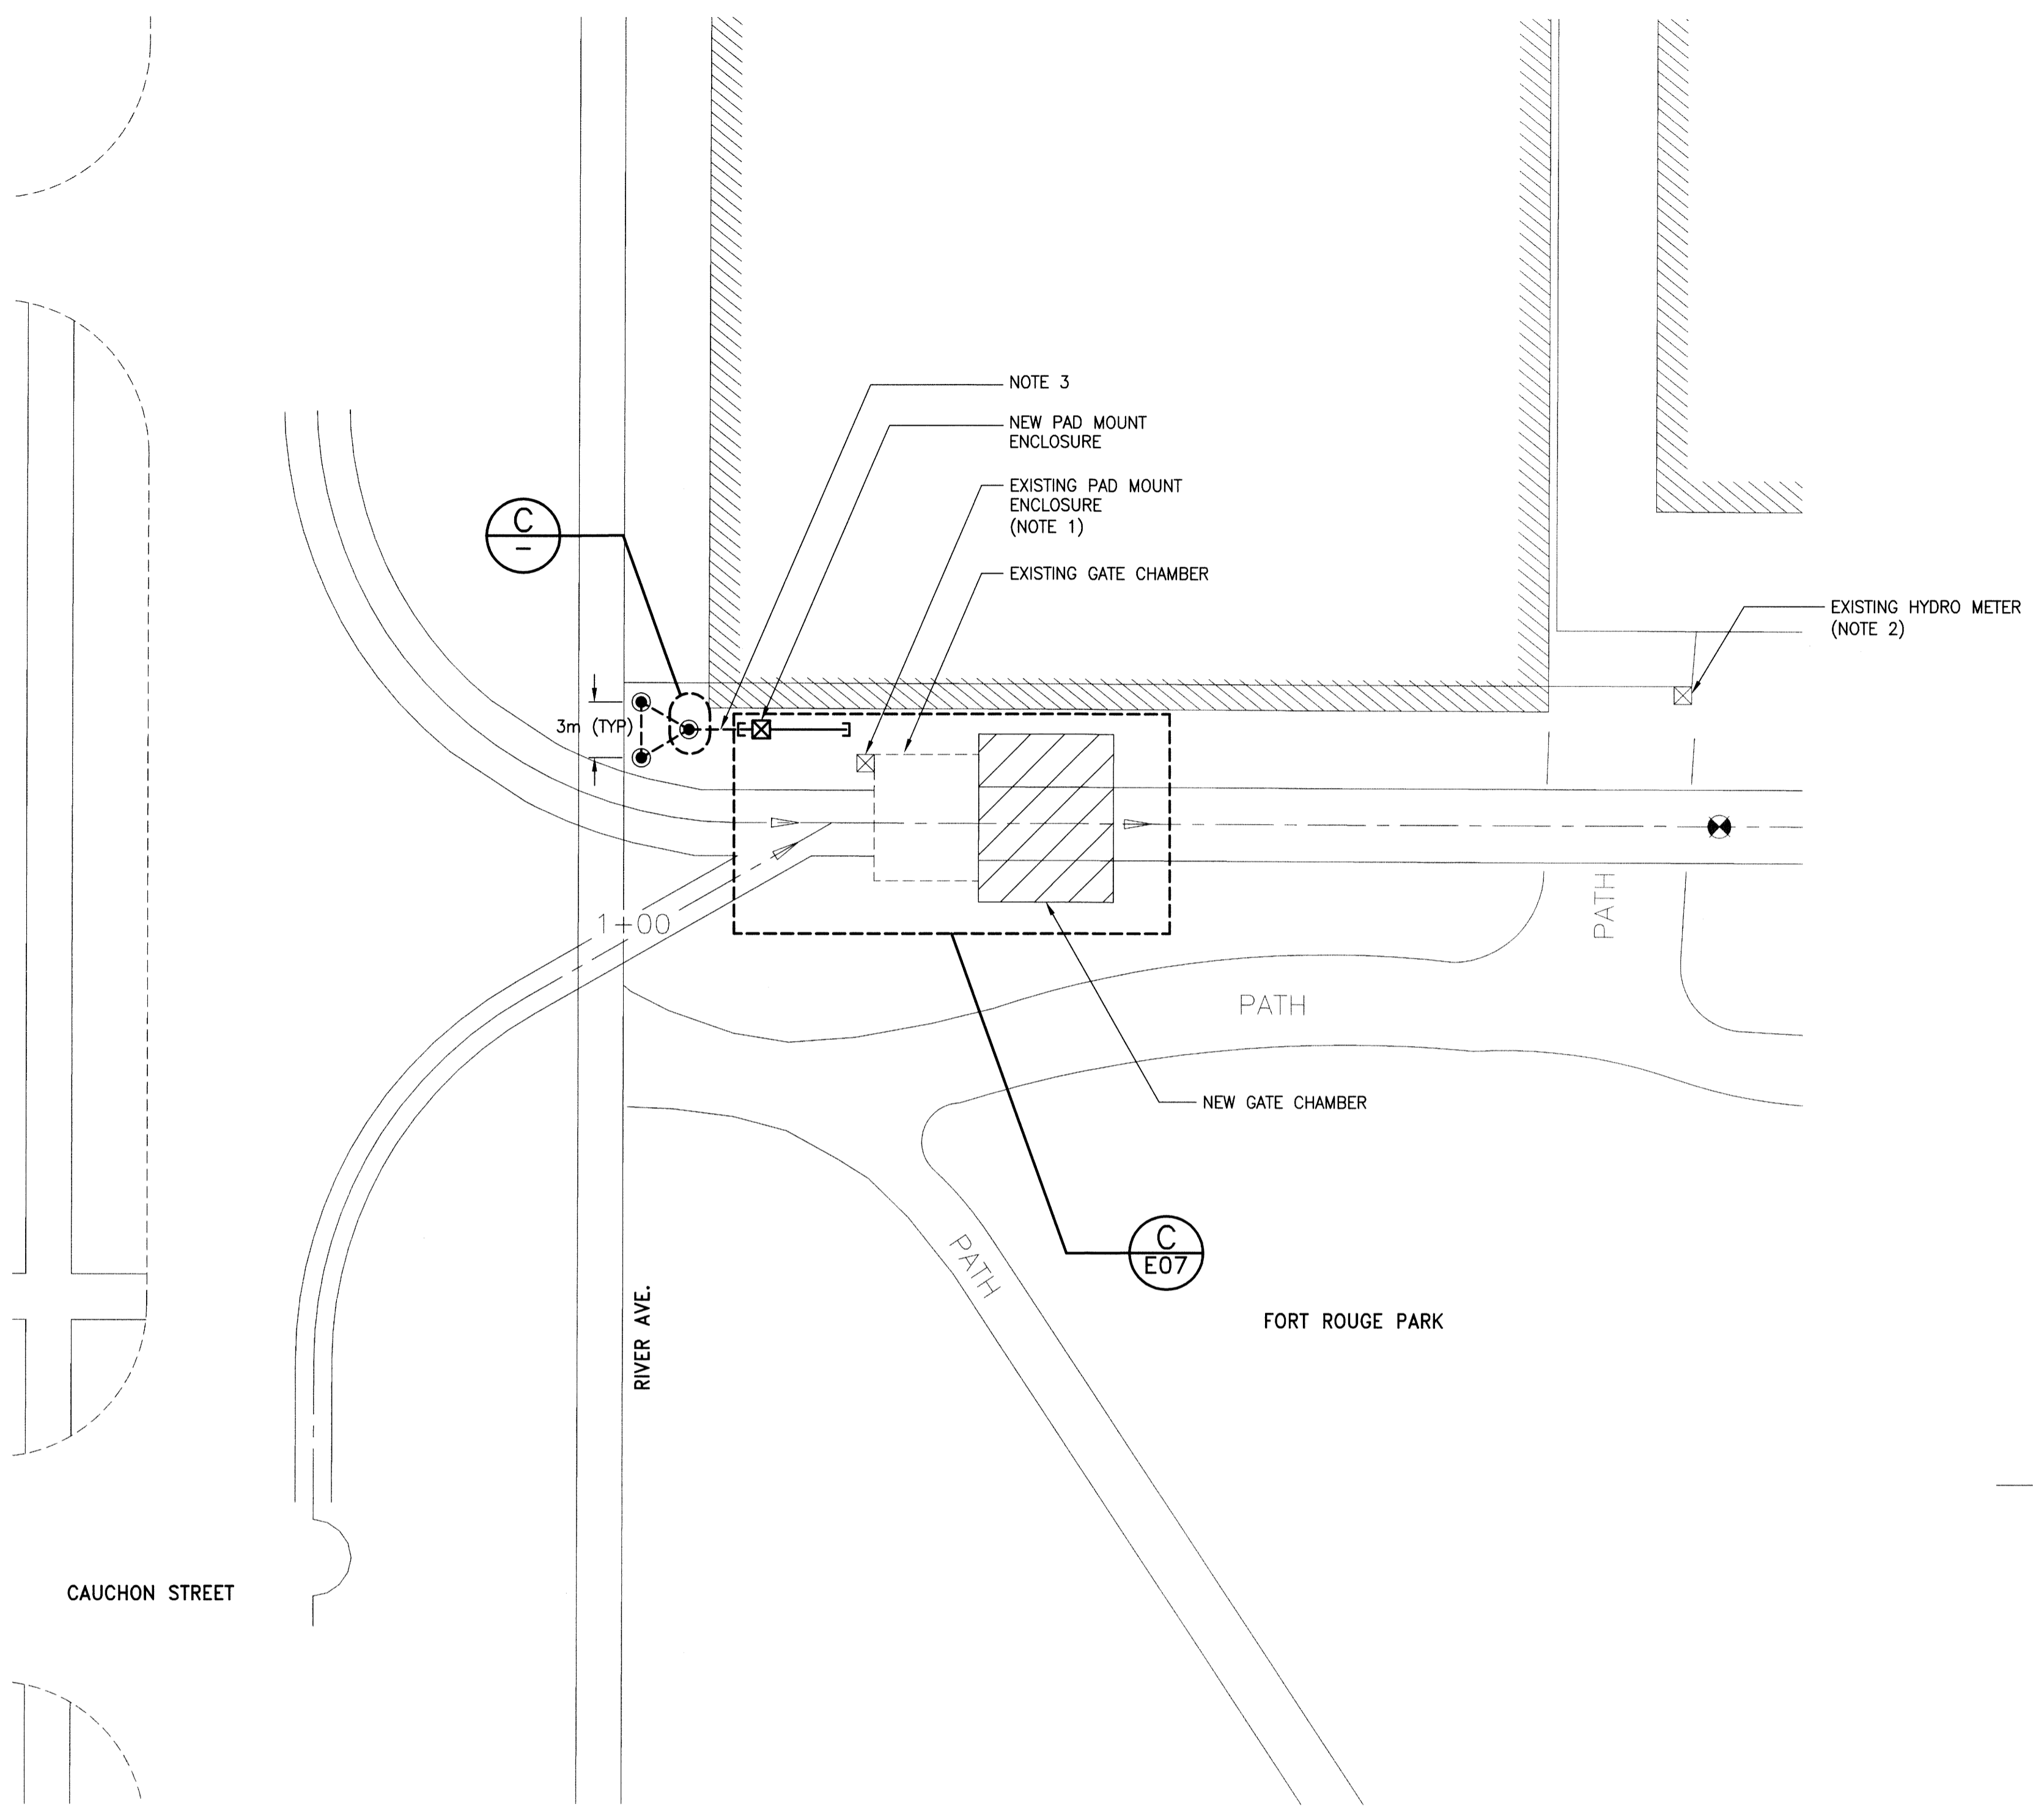 NOTE 3
NEW PAD MOUNT
ENCLOSURE
EXISTING PAD MOUNT
ENCLOSURE
(NOTE 1)
C
–
EXISTING GATE CHAMBER
EXISTING HYDRO METER
(NOTE 2)
3m (TYP)
1+00
PATH
PATH
NEW GATE CHAMBER
PATH
C
E07
RIVER AVE.
FORT ROUGE PARK
CAUCHON STREET